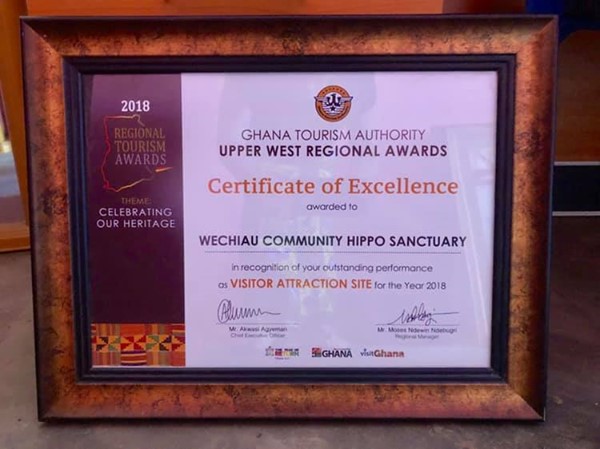 2018
REGIONAL
TOURISM
AWARDS
THEME:
CELEBRATING
OUR HERITAGE
GHANA TOURISM AUTHORITY
UPPER WEST REGIONAL AWARDS
Certificate of Excellence
awarded to
WECHIAU COMMUNITY HIPPO SANCTUARY
in recognition of your outstanding performance
as VISITOR ATTRACTION SITE for the Year 2018
Mr. Akwasi Agyeman
Chief Executive Officer
Mr. Moses Ndewin Ndebugri
Regional Manager
GHANA
visitGhana